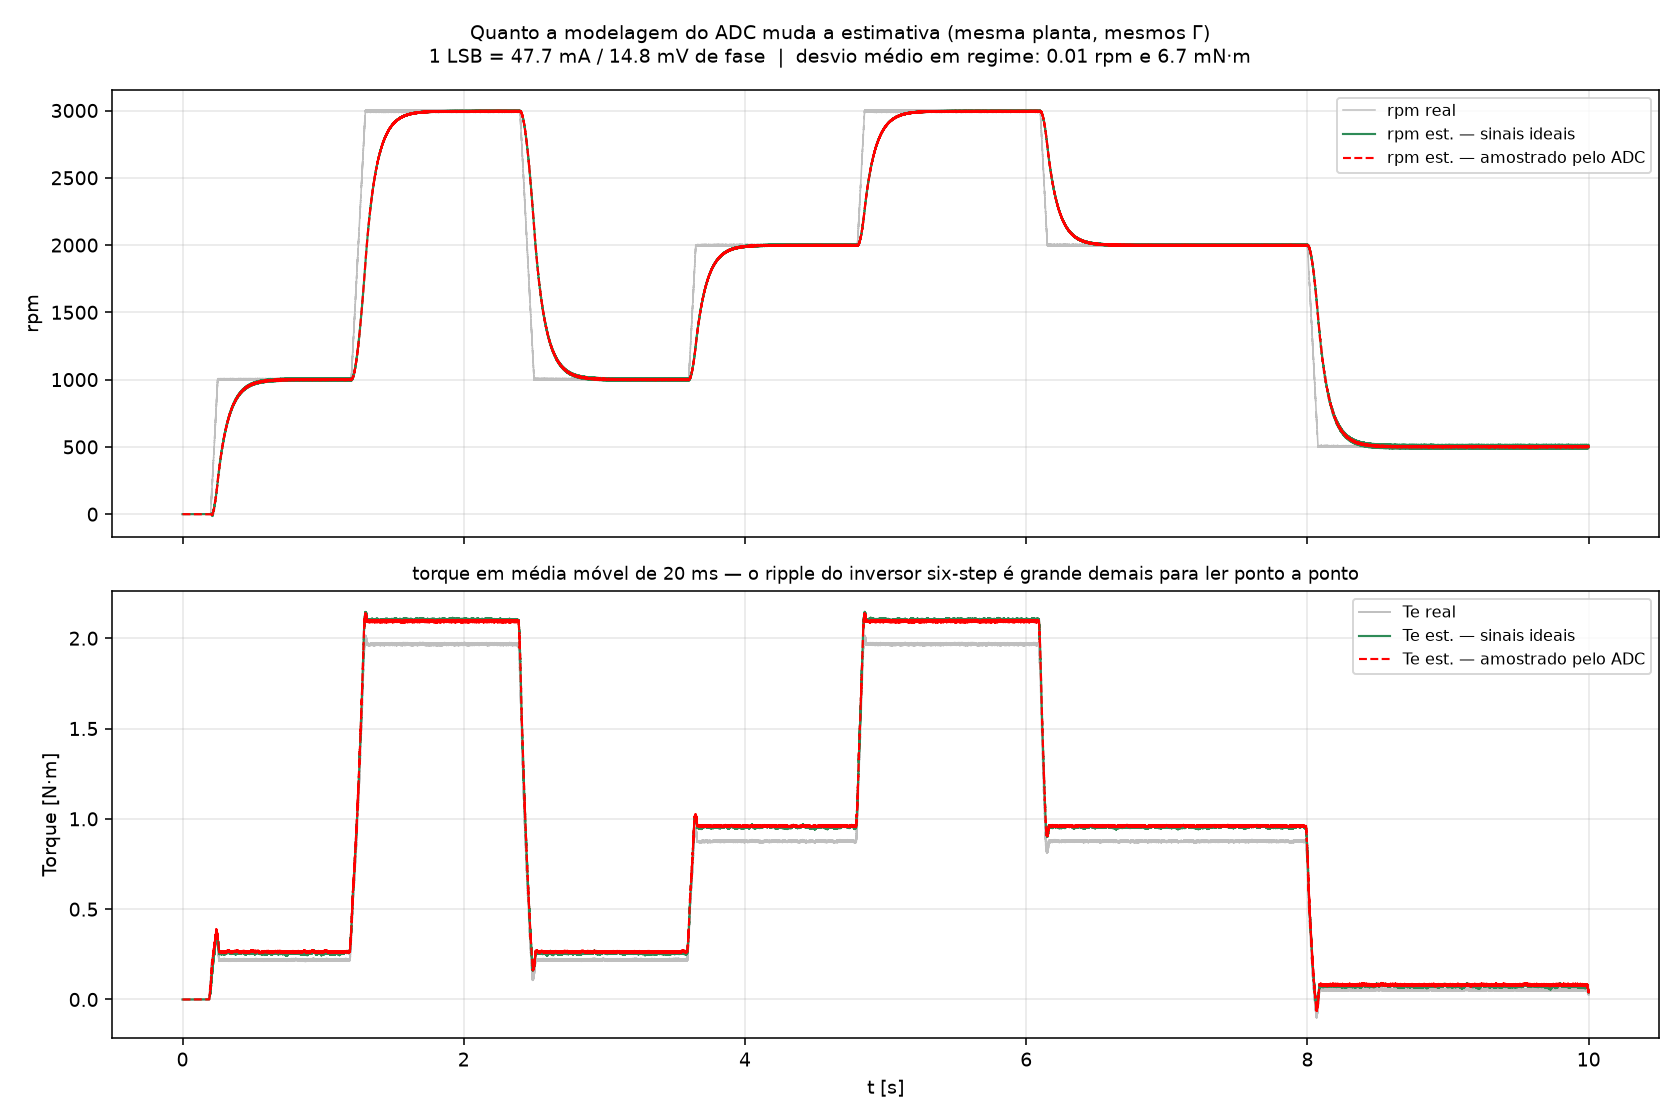 Quanto a modelagem do ADC muda a estimativa (mesma planta, mesmos Γ)
1 LSB = 47.7 mA / 14.8 mV de fase | desvio médio em regime: 0.01 rpm e 6.7 mN·m
rpm
3000
2500
2000
1500
1000
500
0
rpm real
rpm est. — sinais ideais
rpm est. — amostrado pelo ADC
torque em média móvel de 20 ms — o ripple do inversor six-step é grande demais para ler ponto a ponto
Torque [N·m]
2.0
1.5
1.0
0.5
0.0
Te real
Te est. — sinais ideais
Te est. — amostrado pelo ADC
0 2 4 6 8 10
t [s]